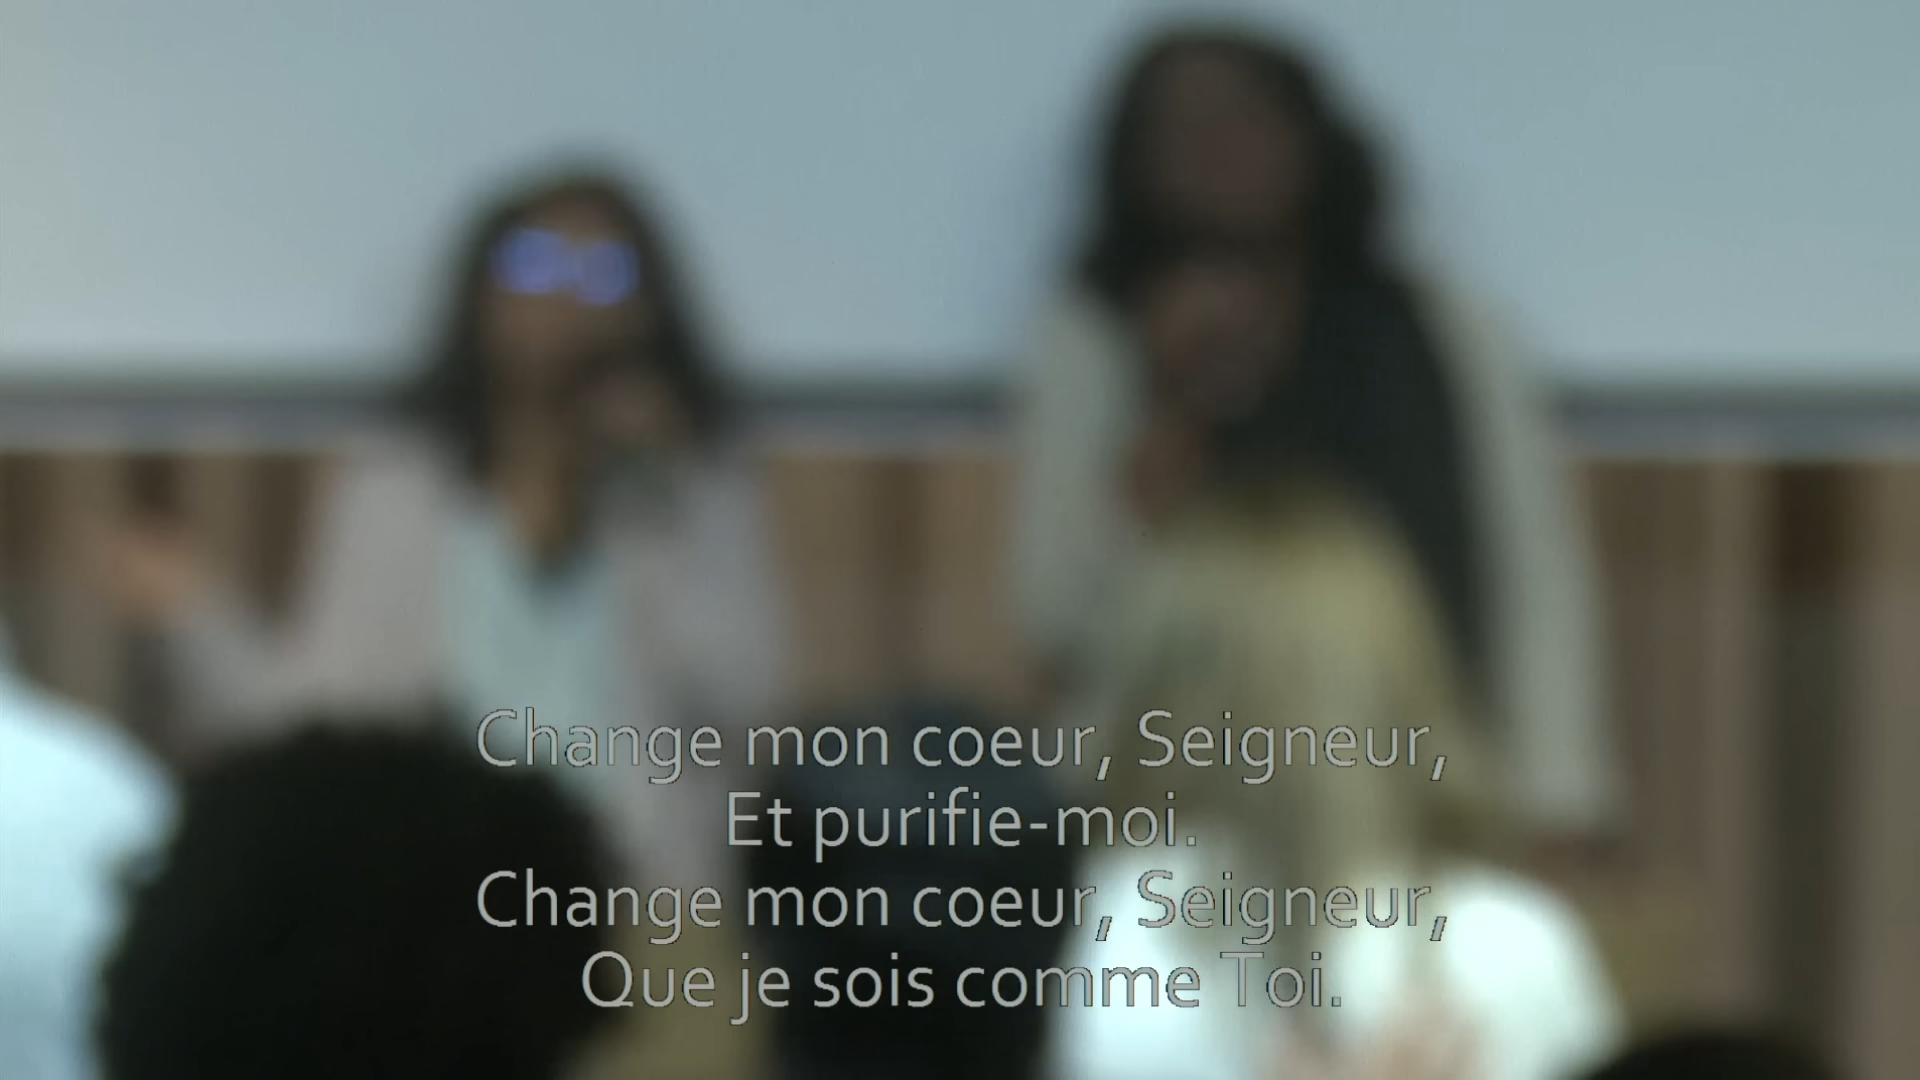 Change mon coeur, Seigneur,
Et purifie-moi.
Change mon coeur, Seigneur,
Que je sois comme Toi.